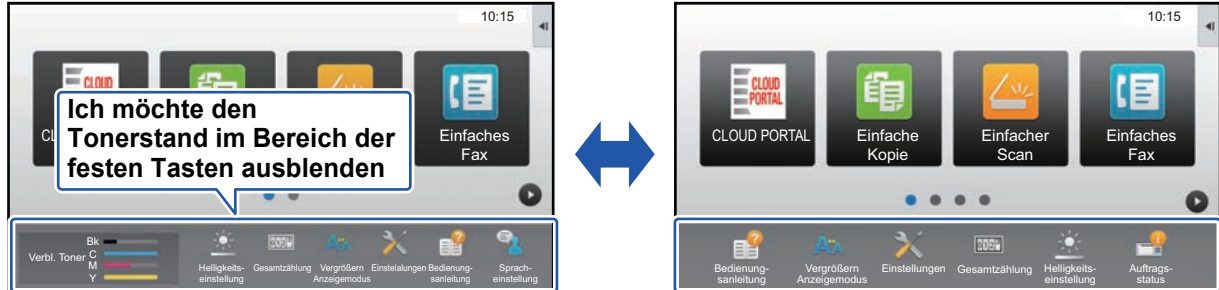 10:15
CLOUD
CL
Ich möchte den
Tonerstand im Bereich der
festen Tasten ausblenden
Einfaches
Fax
Verbl. Toner
Bk
C
M
Y
Helligkeits-
einstellung
Gesamtzählung
Vergrößern
Anzeigemodus
Einstelalungen
Bedienung-
sanleitung
Sprach-
einstellung
10:15
CLOUD
PORTAL
CLOUD PORTAL
Einfache
Kopie
Einfacher
Scan
Einfaches
Fax
Bedienung-
sanleitung
Vergrößern
Anzeigemodus
Einstellungen
Gesamtzählung
Helligkeits-
einstellung
Auftrags-
status